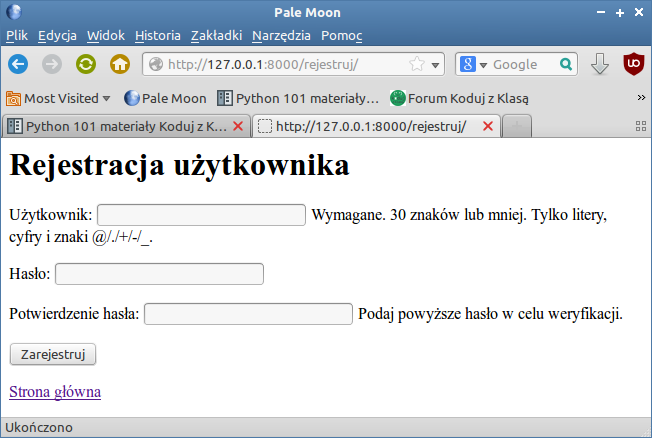 Pale Moon
Plik Edycja Widok Historia Zakładki Narzędzia Pomoc
http://127.0.0.1:8000/rejestruj/ 8 Google
Most Visited Pale Moon Python 101 materiały... Forum Koduj z Klasą »
Python 101 materiały Koduj z K... http://127.0.0.1:8000/rejestruj/
Rejestracja użytkownika
Użytkownik: Wymagane. 30 znaków lub mniej. Tylko litery,
cyfry i znaki @/./+/-/_.
Hasło:
Potwierdzenie hasła: Podaj powyższe hasło w celu weryfikacji.
Zarejestruj
Strona główna
Ukończono